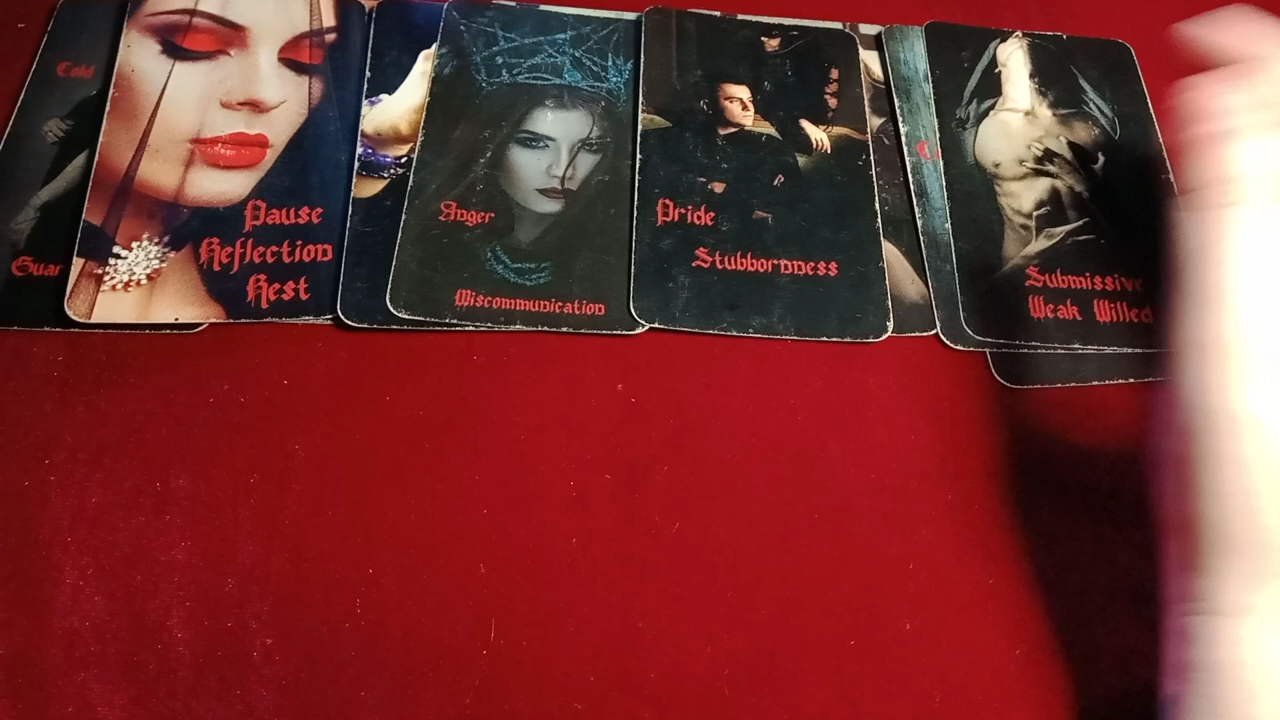 Cold
Guar
Pause
Reflection
Rest
Anger
Miscommunication
Pride
Stubbornness
C
Submissive
Weak Willed